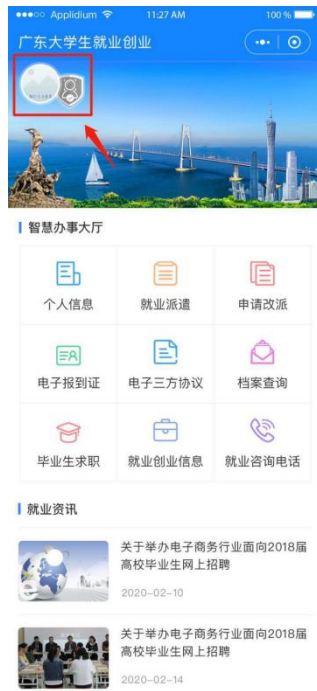 Applidium
11:27 AM
100 %
广东大学生就业创业
智慧办事大厅
个人信息
就业派遣
申请改派
电子报到证
电子三方协议
档案查询
毕业生求职
就业创业信息
就业咨询电话
就业资讯
关于举办电子商务行业面向2018届
高校毕业生网上招聘
2020-02-10
关于举办电子商务行业面向2018届
高校毕业生网上招聘
2020-02-14